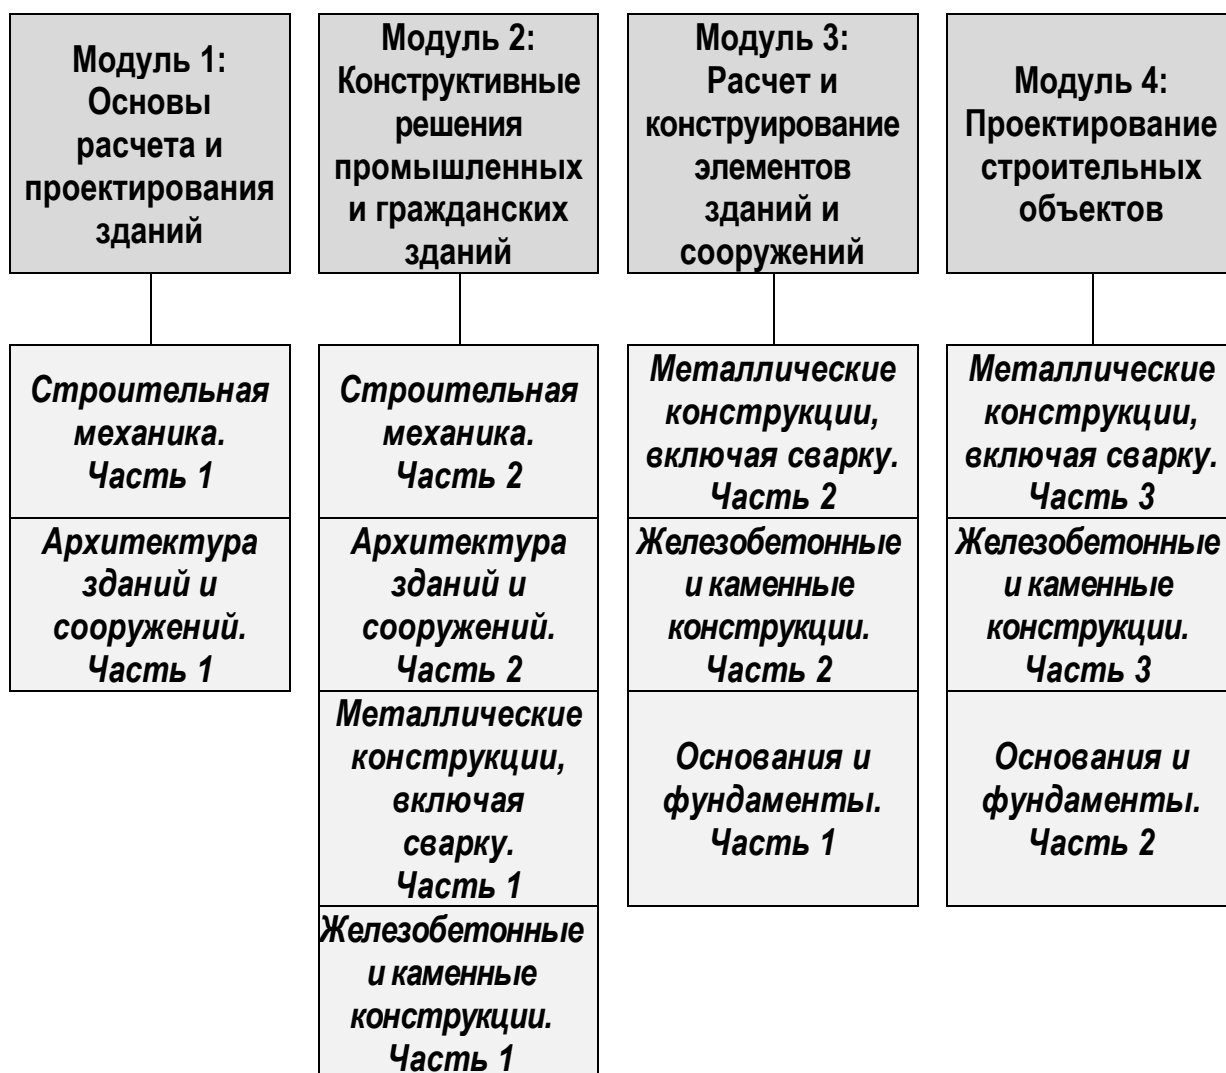 Модуль 1:
Основы
расчета и
проектирования
зданий
Модуль 2:
Конструктивные
решения
промышленных
и гражданских
зданий
Модуль 3:
Расчет и
конструирование
элементов
зданий и
сооружений
Модуль 4:
Проектирование
строительных
объектов
Строительная
механика.
Часть 1
Архитектура
зданий и
сооружений.
Часть 1
Строительная
механика.
Часть 2
Архитектура
зданий и
сооружений.
Часть 2
Металлические
конструкции,
включая
сварку.
Часть 1
Железобетонные
и каменные
конструкции.
Часть 1
Металлические
конструкции,
включая сварку.
Часть 2
Железобетонные
и каменные
конструкции.
Часть 2
Основания и
фундаменты.
Часть 1
Металлические
конструкции,
включая сварку.
Часть 3
Железобетонные
и каменные
конструкции.
Часть 3
Основания и
фундаменты.
Часть 2